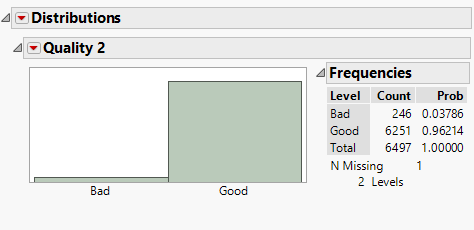 Distributions
Quality 2
Bad Good
Frequencies
Level Count Prob
Bad 246 0.03786
Good 6251 0.96214
Total 6497 1.00000
N Missing 1
2 Levels